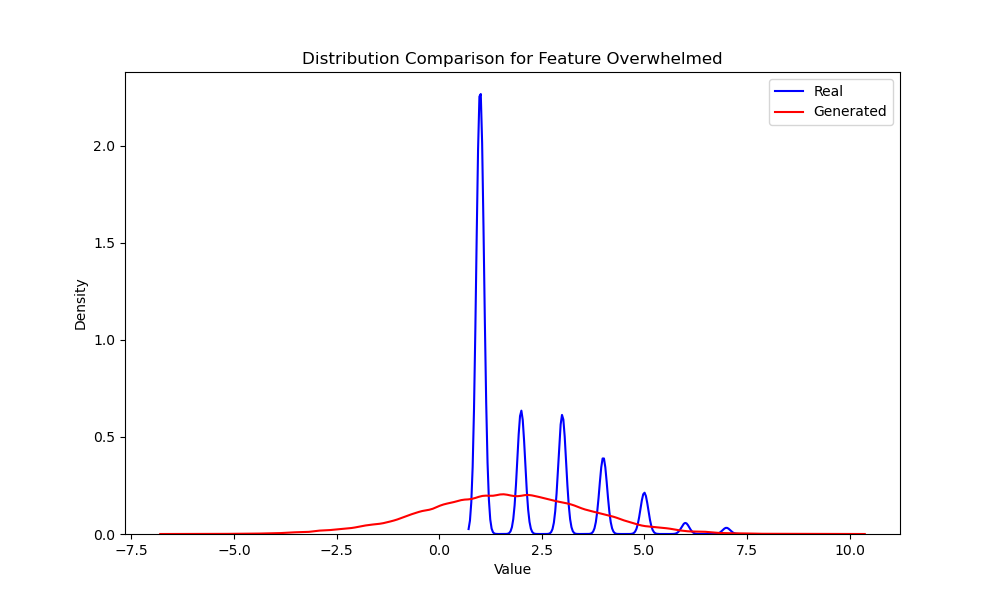 Distribution Comparison for Feature Overwhelmed
Real
Generated
2.0
1.5
1.0
0.5
0.0
Density
−7.5
−5.0
−2.5
0.0
2.5
5.0
7.5
10.0
Value